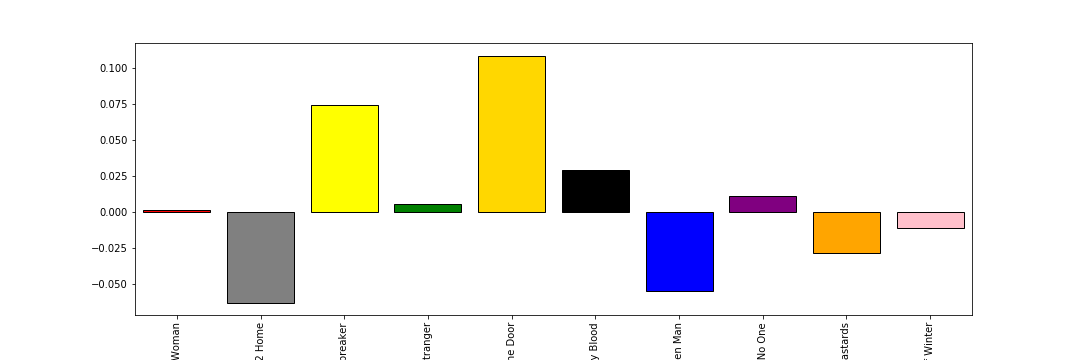 0.100
0.075
0.050
0.025
0.000
−0.025
−0.050
Woman
2 Home
breaker
tranger
ne Door
y Blood
en Man
No One
astards
Winter